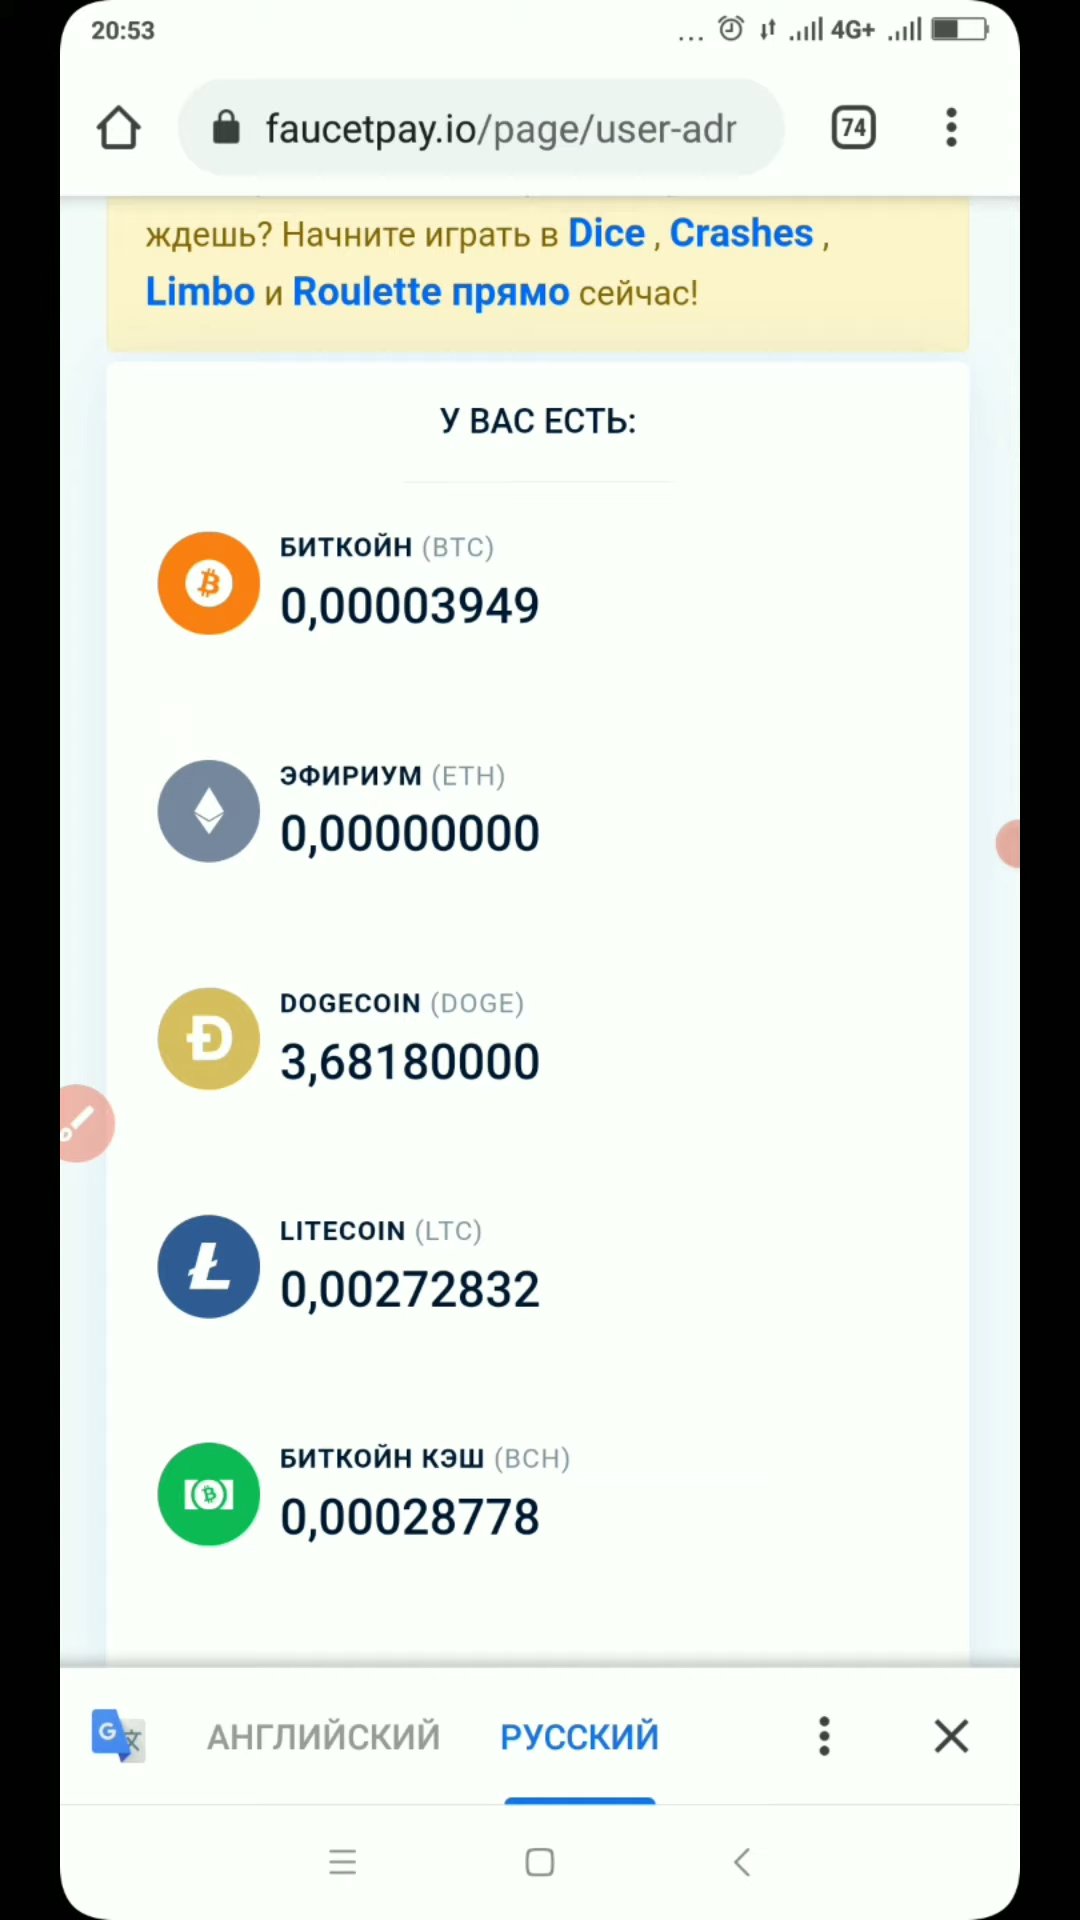 20:53
... 4G+
faucetpay.io/page/user-adr
74
ждешь? Начните играть в Dice , Crashes ,
Limbo и Roulette прямо сейчас!
У ВАС ЕСТЬ:
БИТКОЙН (BTC)
0,00003949
ЭФИРИУМ (ETH)
0,00000000
DOGECOIN (DOGE)
3,68180000
LITECOIN (LTC)
0,00272832
БИТКОЙН КЭШ (BCH)
0,00028778
АНГЛИЙСКИЙ РУССКИЙ